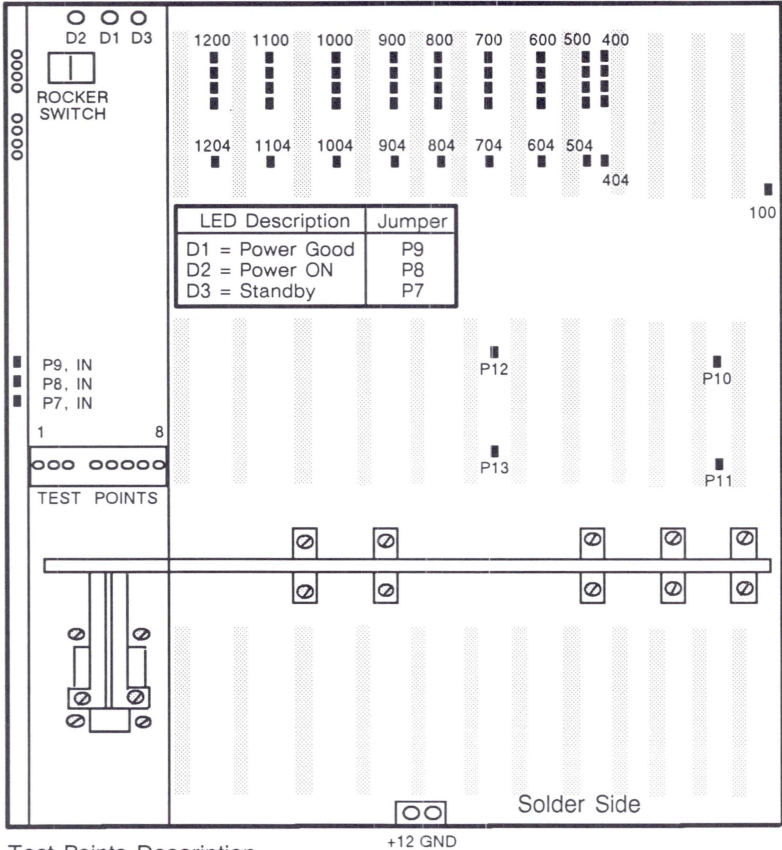 D2 D1 D3
ROCKER
SWITCH
1200 1100 1000 900 800 700 600 500 400
1204 1104 1004 904 804 704 604 504
404
100
LED Description Jumper
D1 = Power Good P9
D2 = Power ON P8
D3 = Standby P7
P9, IN
P8, IN
P7, IN
P12
P10
1 8
P13
P11
TEST POINTS
Solder Side
+12 GND
Test Points Description